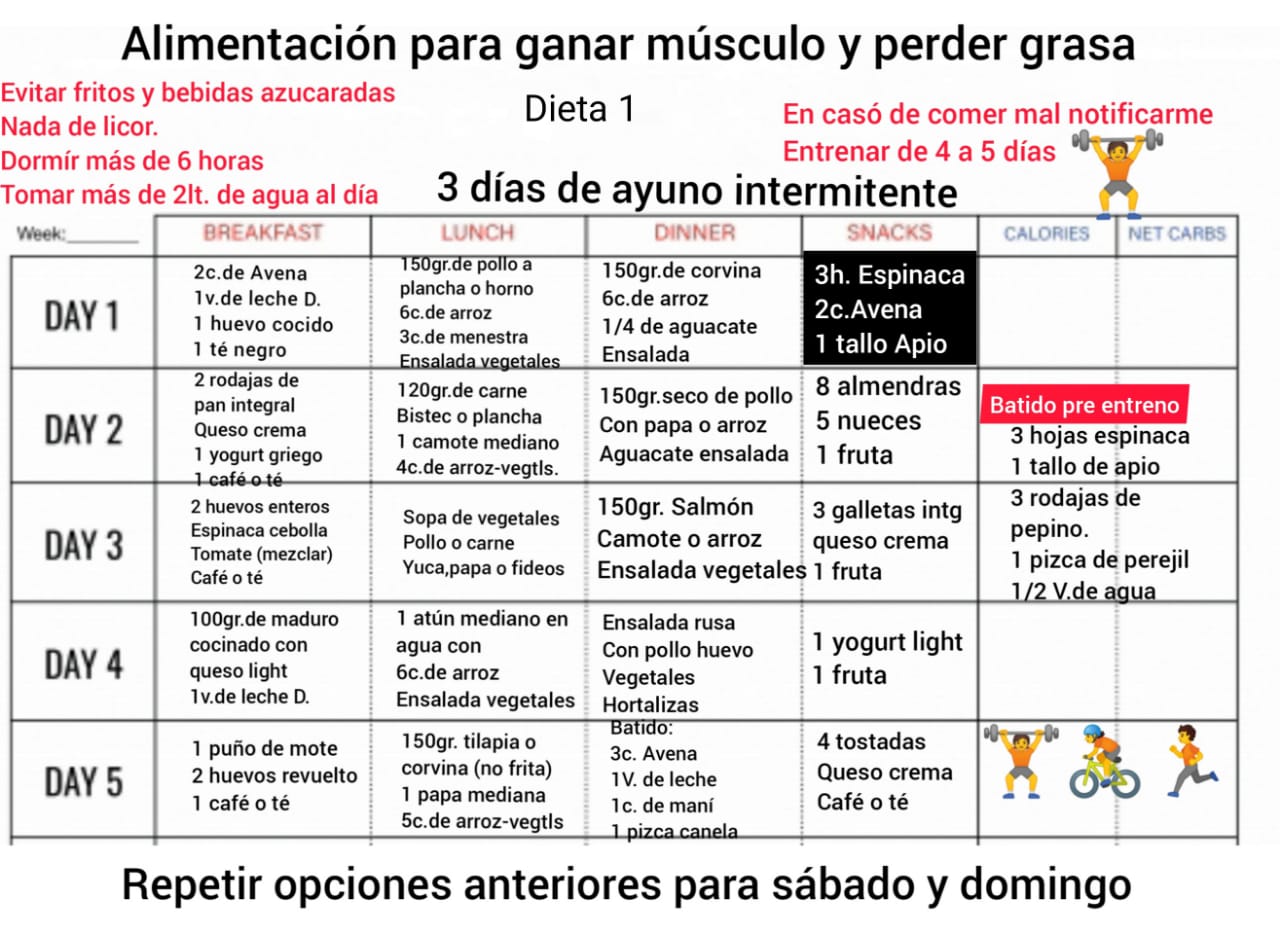 Alimentación para ganar músculo y perder grasa
Evitar fritos y bebidas azucaradas
Nada de licor.
Dormír más de 6 horas
Tomar más de 2lt. de agua al día
Dieta 1
3 días de ayuno intermitente
En casó de comer mal notificarme
Entrenar de 4 a 5 días
Week:________
BREAKFAST
LUNCH
DINNER
SNACKS
CALORIES
NET CARBS
DAY 1
2c.de Avena
1v.de leche D.
1 huevo cocido
1 té negro
150gr.de pollo a
plancha o horno
6c.de arroz
3c.de menestra
Ensalada vegetales
150gr.de corvina
6c.de arroz
1/4 de aguacate
Ensalada
3h. Espinaca
2c.Avena
1 tallo Apio
DAY 2
2 rodajas de
pan integral
Queso crema
1 yogurt griego
1 café o té
120gr.de carne
Bistec o plancha
1 camote mediano
4c.de arroz-vegtls.
150gr.seco de pollo
Con papa o arroz
Aguacate ensalada
8 almendras
5 nueces
1 fruta
Batido pre entreno
3 hojas espinaca
1 tallo de apio
3 rodajas de
pepino.
1 pizca de perejil
1/2 V.de agua
DAY 3
2 huevos enteros
Espinaca cebolla
Tomate (mezclar)
Café o té
Sopa de vegetales
Pollo o carne
Yuca,papa o fideos
150gr. Salmón
Camote o arroz
Ensalada vegetales
3 galletas intg
queso crema
1 fruta
DAY 4
100gr.de maduro
cocinado con
queso light
1v.de leche D.
1 atún mediano en
agua con
6c.de arroz
Ensalada vegetales
Ensalada rusa
Con pollo huevo
Vegetales
Hortalizas
1 yogurt light
1 fruta
DAY 5
1 puño de mote
2 huevos revuelto
1 café o té
150gr. tilapia o
corvina (no frita)
1 papa mediana
5c.de arroz-vegtls
Batido:
3c. Avena
1V. de leche
1c. de maní
1 pizca canela
4 tostadas
Queso crema
Café o té
Repetir opciones anteriores para sábado y domingo